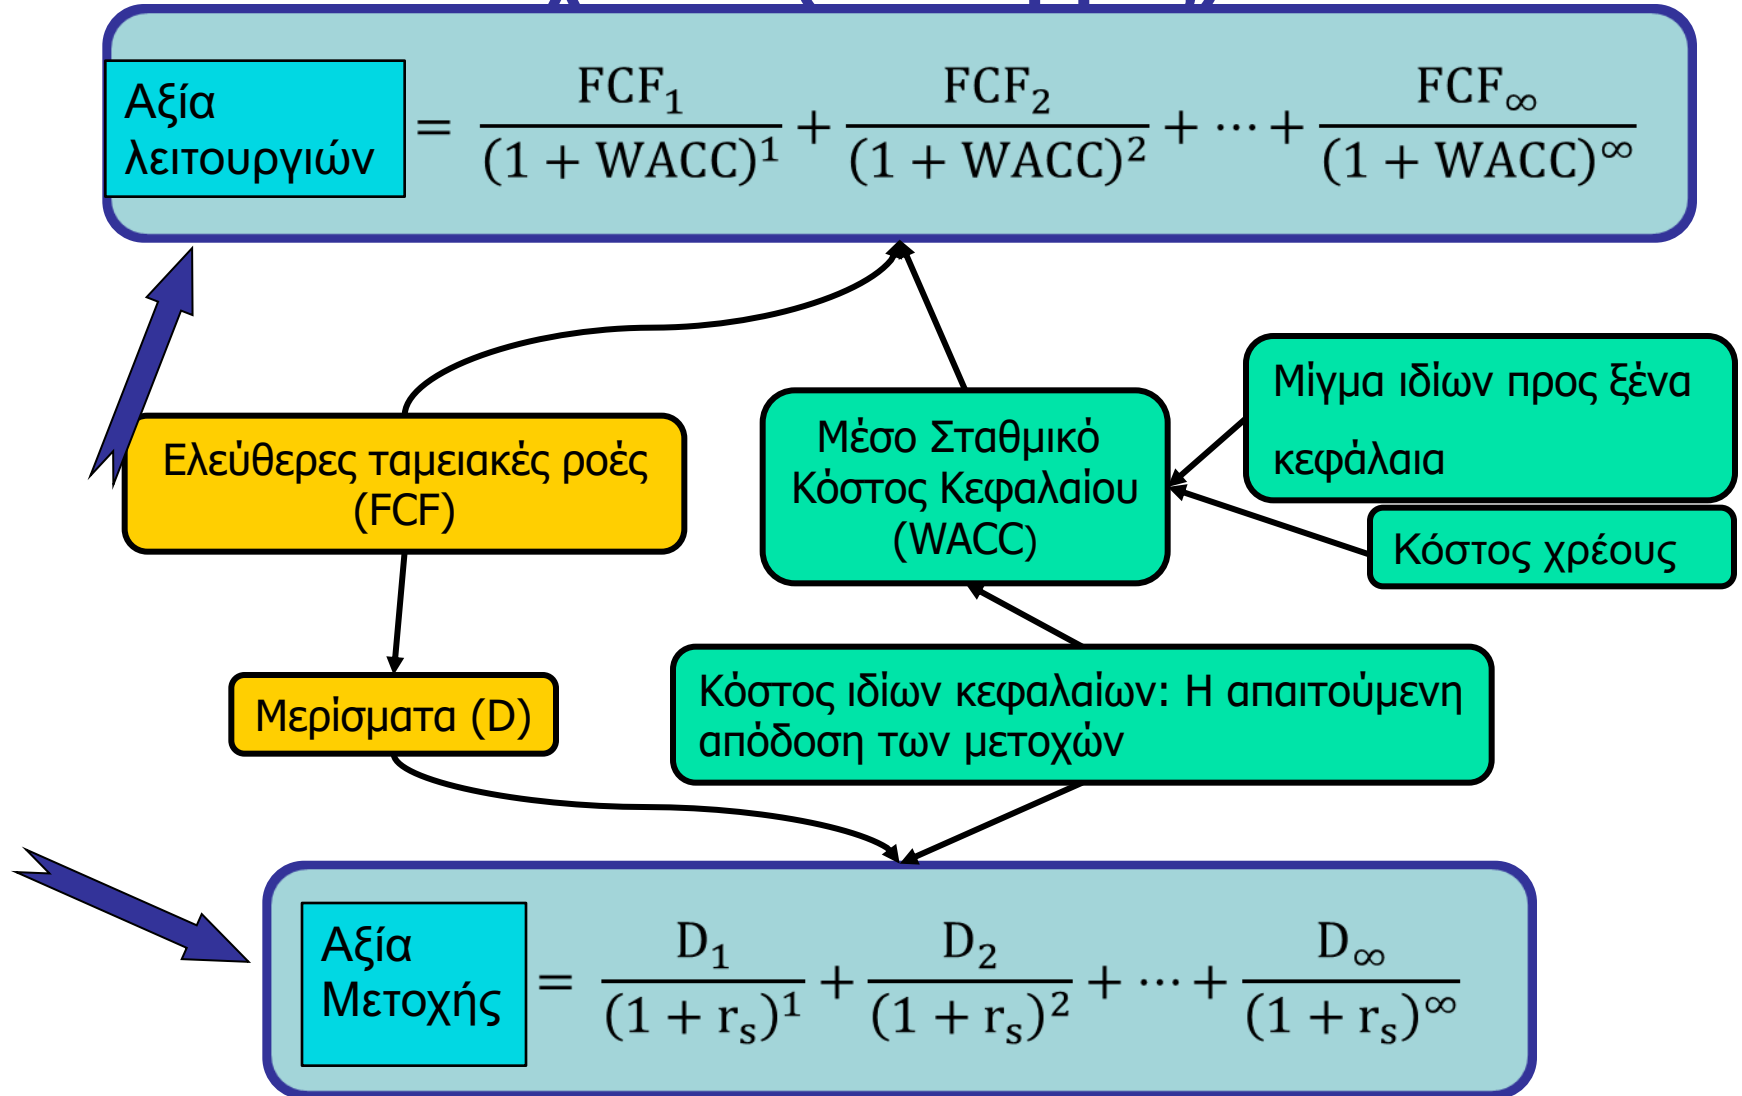 Αξία
λειτουργιών
= FCF₁/(1 + WACC)¹ + FCF₂/(1 + WACC)² + ⋯ + FCF∞/(1 + WACC)^∞
Ελεύθερες ταμειακές ροές
(FCF)
Μέσο Σταθμικό
Κόστος Κεφαλαίου
(WACC)
Μίγμα ιδίων προς ξένα
κεφάλαια
Κόστος χρέους
Μερίσματα (D)
Κόστος ιδίων κεφαλαίων: Η απαιτούμενη
απόδοση των μετοχών
Αξία
Μετοχής
= D₁/(1 + rₛ)¹ + D₂/(1 + rₛ)² + ⋯ + D∞/(1 + rₛ)^∞